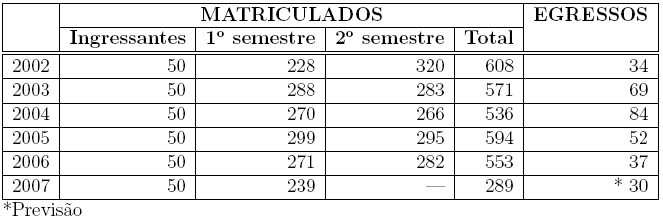 MATRICULADOS EGRESSOS
Ingressantes 1º semestre 2º semestre Total
2002 50 228 320 608 34
2003 50 288 283 571 69
2004 50 270 266 536 84
2005 50 299 295 594 52
2006 50 271 282 553 37
2007 50 239 — 289 * 30
*Previsão